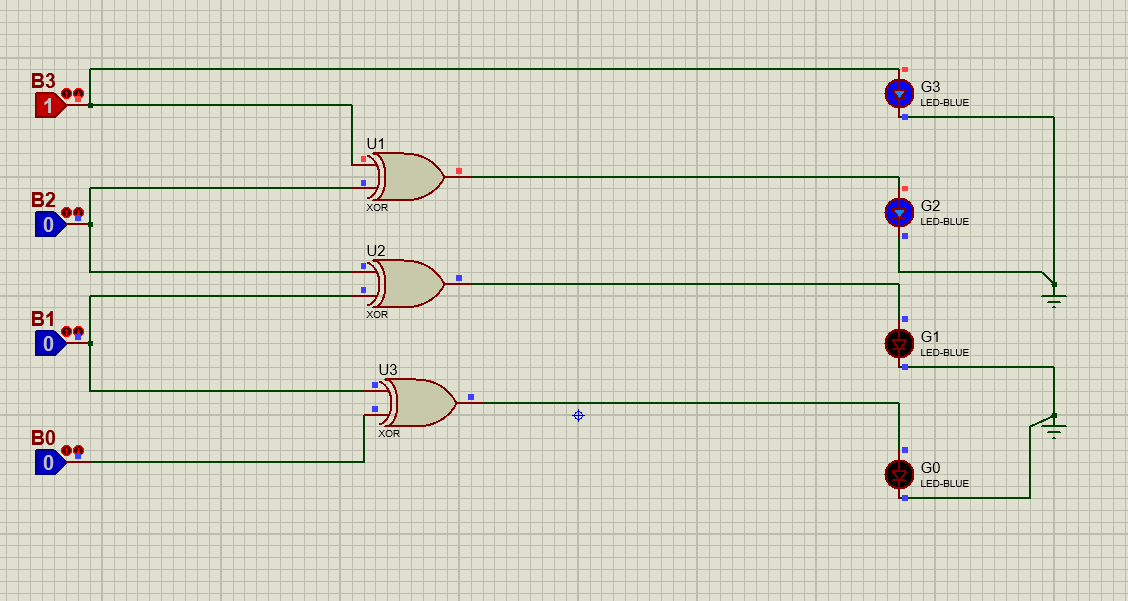 B3
1
G3
LED-BLUE
U1
XOR
B2
0
G2
LED-BLUE
U2
XOR
B1
0
G1
LED-BLUE
U3
XOR
B0
0
G0
LED-BLUE